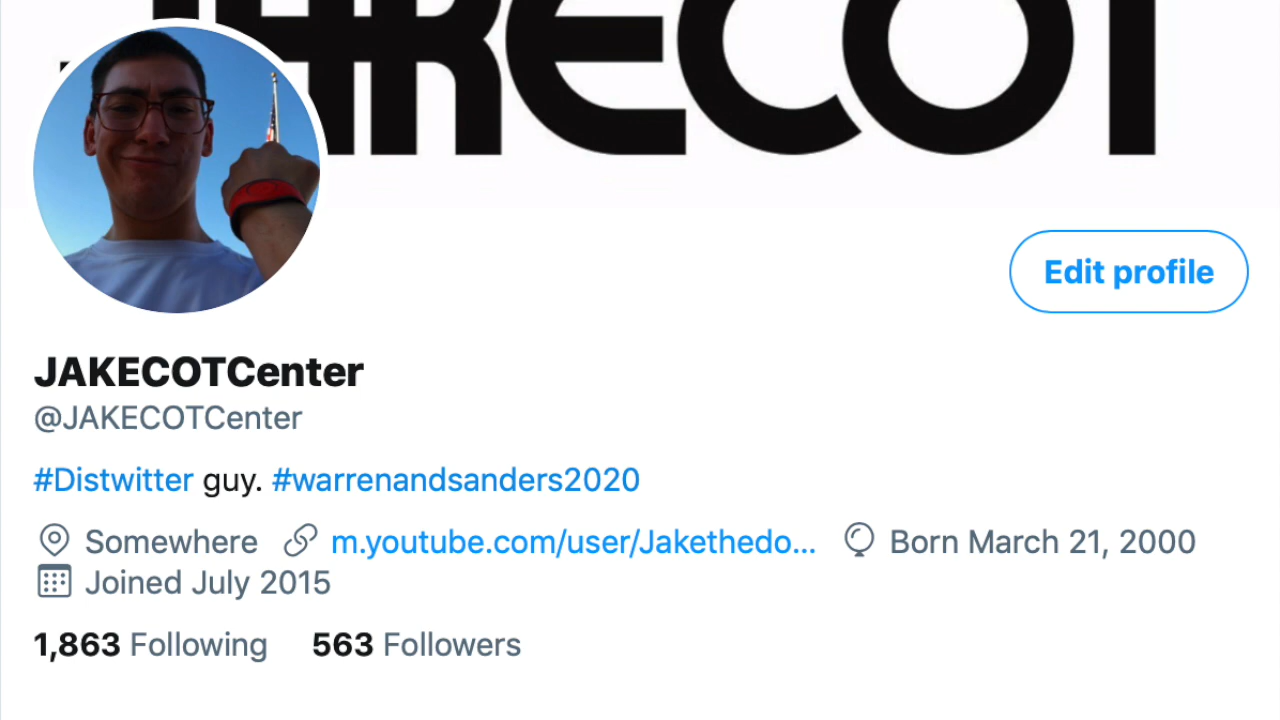 JAKECOT
Edit profile
JAKECOTCenter
@JAKECOTCenter
#Distwitter guy. #warrenandsanders2020
Somewhere m.youtube.com/user/Jakethedo... Born March 21, 2000
Joined July 2015
1,863 Following 563 Followers